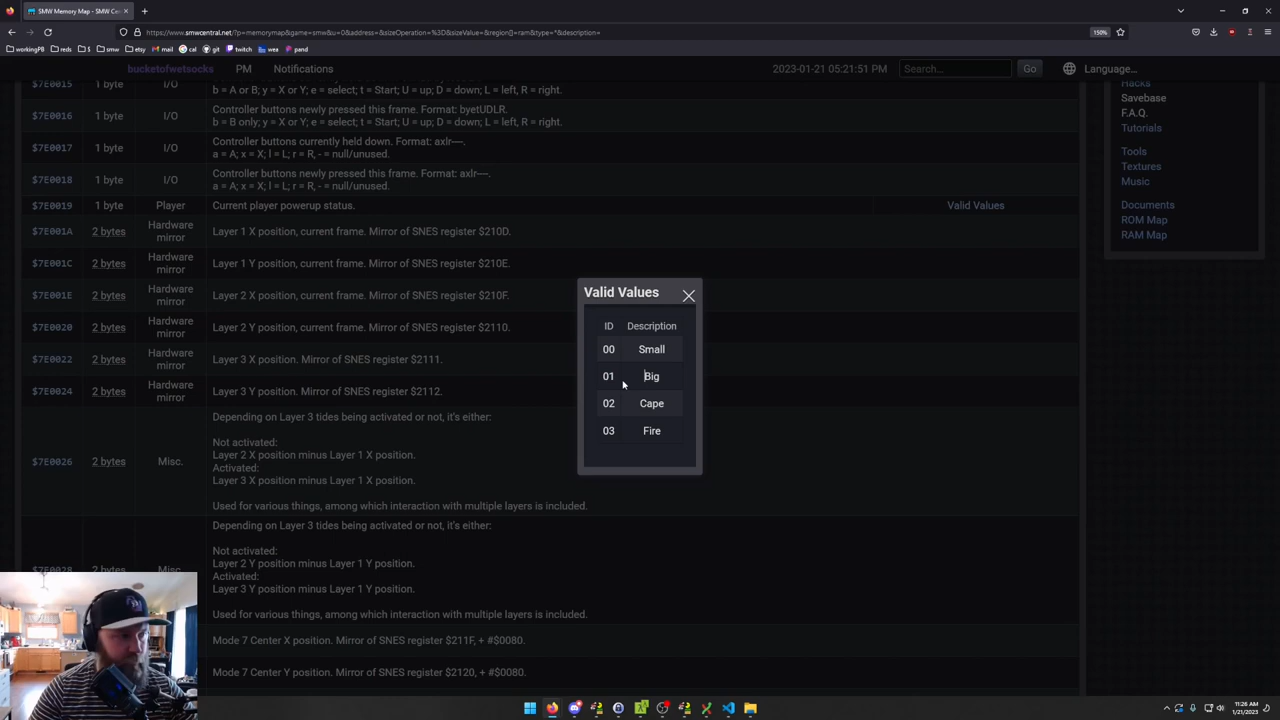 SMW Memory Map - SMW Ce
https://www.smwcentral.net/?p=memorymap&game=smw&u=0&address=&sizeOperation=%3D&sizeValue=&region[]=ram&type=*&description=
150%
workingPB reds $ smw etsy mail cal git twitch wea pand
bucketofwetsocks PM Notifications 2023-01-21 05:21:51 PM Search... Go Language...
$7E0015 1 byte I/O
b = A or B; y = X or Y; e = select; t = Start; U = up; D = down; L = left, R = right.
$7E0016 1 byte I/O Controller buttons newly pressed this frame. Format: byetUDLR.
b = B only; y = X or Y; e = select; t = Start; U = up; D = down; L = left, R = right.
$7E0017 1 byte I/O Controller buttons currently held down. Format: axlr----.
a = A; x = X; l = L; r = R, - = null/unused.
$7E0018 1 byte I/O Controller buttons newly pressed this frame. Format: axlr----.
a = A; x = X; l = L; r = R, - = null/unused.
$7E0019 1 byte Player Current player powerup status. Valid Values
$7E001A 2 bytes Hardware mirror Layer 1 X position, current frame. Mirror of SNES register $210D.
$7E001C 2 bytes Hardware mirror Layer 1 Y position, current frame. Mirror of SNES register $210E.
$7E001E 2 bytes Hardware mirror Layer 2 X position, current frame. Mirror of SNES register $210F.
$7E0020 2 bytes Hardware mirror Layer 2 Y position, current frame. Mirror of SNES register $2110.
$7E0022 2 bytes Hardware mirror Layer 3 X position. Mirror of SNES register $2111.
$7E0024 2 bytes Hardware mirror Layer 3 Y position. Mirror of SNES register $2112.
Depending on Layer 3 tides being activated or not, it's either:
Not activated:
Layer 2 X position minus Layer 1 X position.
$7E0026 2 bytes Misc.
Activated:
Layer 3 X position minus Layer 1 X position.
Used for various things, among which interaction with multiple layers is included.
Depending on Layer 3 tides being activated or not, it's either:
Not activated:
Layer 2 Y position minus Layer 1 Y position.
$7E0028 2 bytes Misc.
Activated:
Layer 3 Y position minus Layer 1 Y position.
Used for various things, among which interaction with multiple layers is included.
Mode 7 Center X position. Mirror of SNES register $211F, + #$0080.
Mode 7 Center Y position. Mirror of SNES register $2120, + #$0080.
Valid Values
ID Description
00 Small
01 Big
02 Cape
03 Fire
Hacks
Savebase
F.A.Q.
Tutorials
Tools
Textures
Music
Documents
ROM Map
RAM Map
11:26 AM
1/21/2023